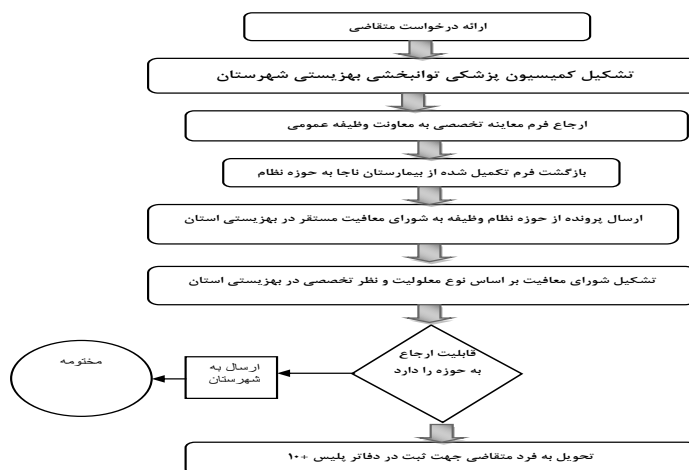 ارائه درخواست متقاضی
تشکیل کمیسیون پزشکی توانبخشی بهزیستی شهرستان
ارجاع فرم معاینه تخصصی به معاونت وظیفه عمومی
بازگشت فرم تکمیل شده از بیمارستان ناجا به حوزه نظام
ارسال پرونده از حوزه نظام وظیفه به شورای معافیت مستقر در بهزیستی استان
تشکیل شورای معافیت بر اساس نوع معلولیت و نظر تخصصی در بهزیستی استان
قابلیت ارجاع
به حوزه را دارد
ارسال به
شهرستان
مختومه
تحویل به فرد متقاضی جهت ثبت در دفاتر پلیس +۱۰